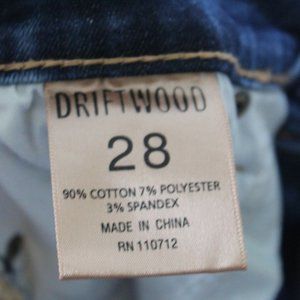 DRIFTWOOD
28
90% COTTON 7% POLYESTER
3% SPANDEX
MADE IN CHINA
RN 110712